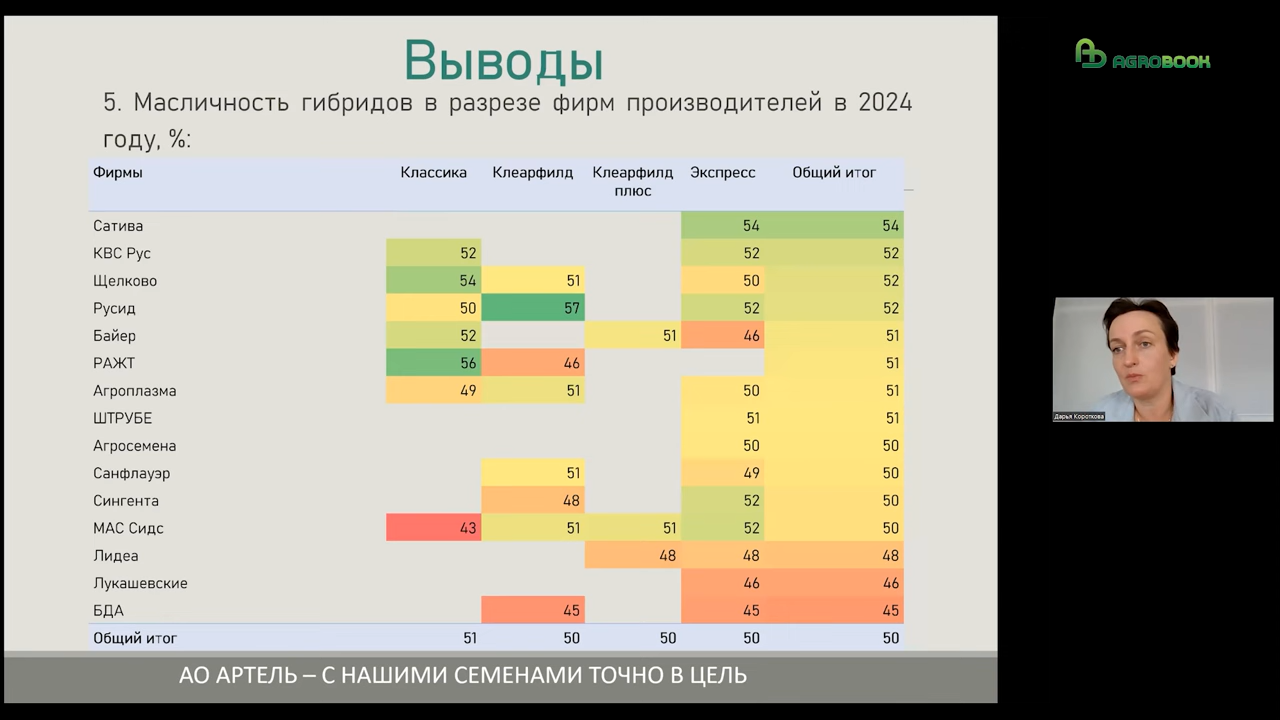 Выводы
5. Масличность гибридов в разрезе фирм производителей в 2024
году, %:
Фирмы Классика Клеарфилд Клеарфилд плюс Экспресс Общий итог
Сатива 54 54
КВС Рус 52 52 52
Щелково 54 51 50 52
Русид 50 57 52 52
Байер 52 51 46 51
РАЖТ 56 46 51
Агроплазма 49 51 50 51
ШТРУБЕ 51 51
Агросемена 50 50
Санфлауэр 51 49 50
Сингента 48 52 50
МАС Сидс 43 51 51 52 50
Лидеа 48 48 48
Лукашевские 46 46
БДА 45 45 45
Общий итог 51 50 50 50 50
АО АРТЕЛЬ – С НАШИМИ СЕМЕНАМИ ТОЧНО В ЦЕЛЬ
AGROBOOK
Дарья Короткова